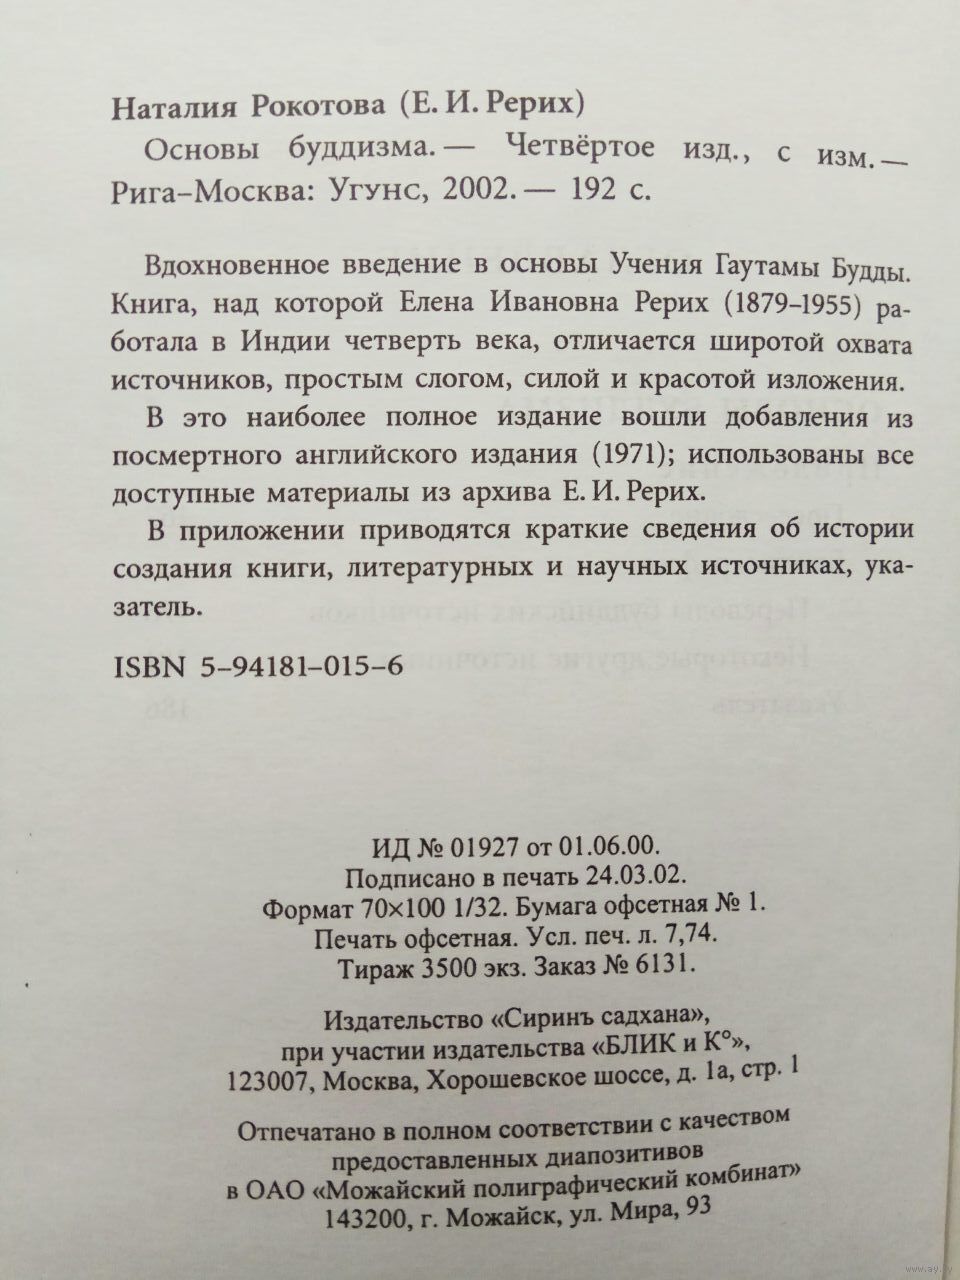 Наталия Рокотова (Е. И. Рерих)
Основы буддизма. — Четвёртое изд., с изм. —
Рига–Москва: Угунс, 2002. — 192 с.
Вдохновенное введение в основы Учения Гаутамы Будды.
Книга, над которой Елена Ивановна Рерих (1879–1955) ра-
ботала в Индии четверть века, отличается широтой охвата
источников, простым слогом, силой и красотой изложения.
В это наиболее полное издание вошли добавления из
посмертного английского издания (1971); использованы все
доступные материалы из архива Е. И. Рерих.
В приложении приводятся краткие сведения об истории
создания книги, литературных и научных источниках, ука-
затель.
ISBN 5–94181–015–6
ИД № 01927 от 01.06.00.
Подписано в печать 24.03.02.
Формат 70×100 1/32. Бумага офсетная № 1.
Печать офсетная. Усл. печ. л. 7,74.
Тираж 3500 экз. Заказ № 6131.
Издательство «Сиринъ садхана»,
при участии издательства «БЛИК и К°»,
123007, Москва, Хорошевское шоссе, д. 1а, стр. 1
Отпечатано в полном соответствии с качеством
предоставленных диапозитивов
в ОАО «Можайский полиграфический комбинат»
143200, г. Можайск, ул. Мира, 93